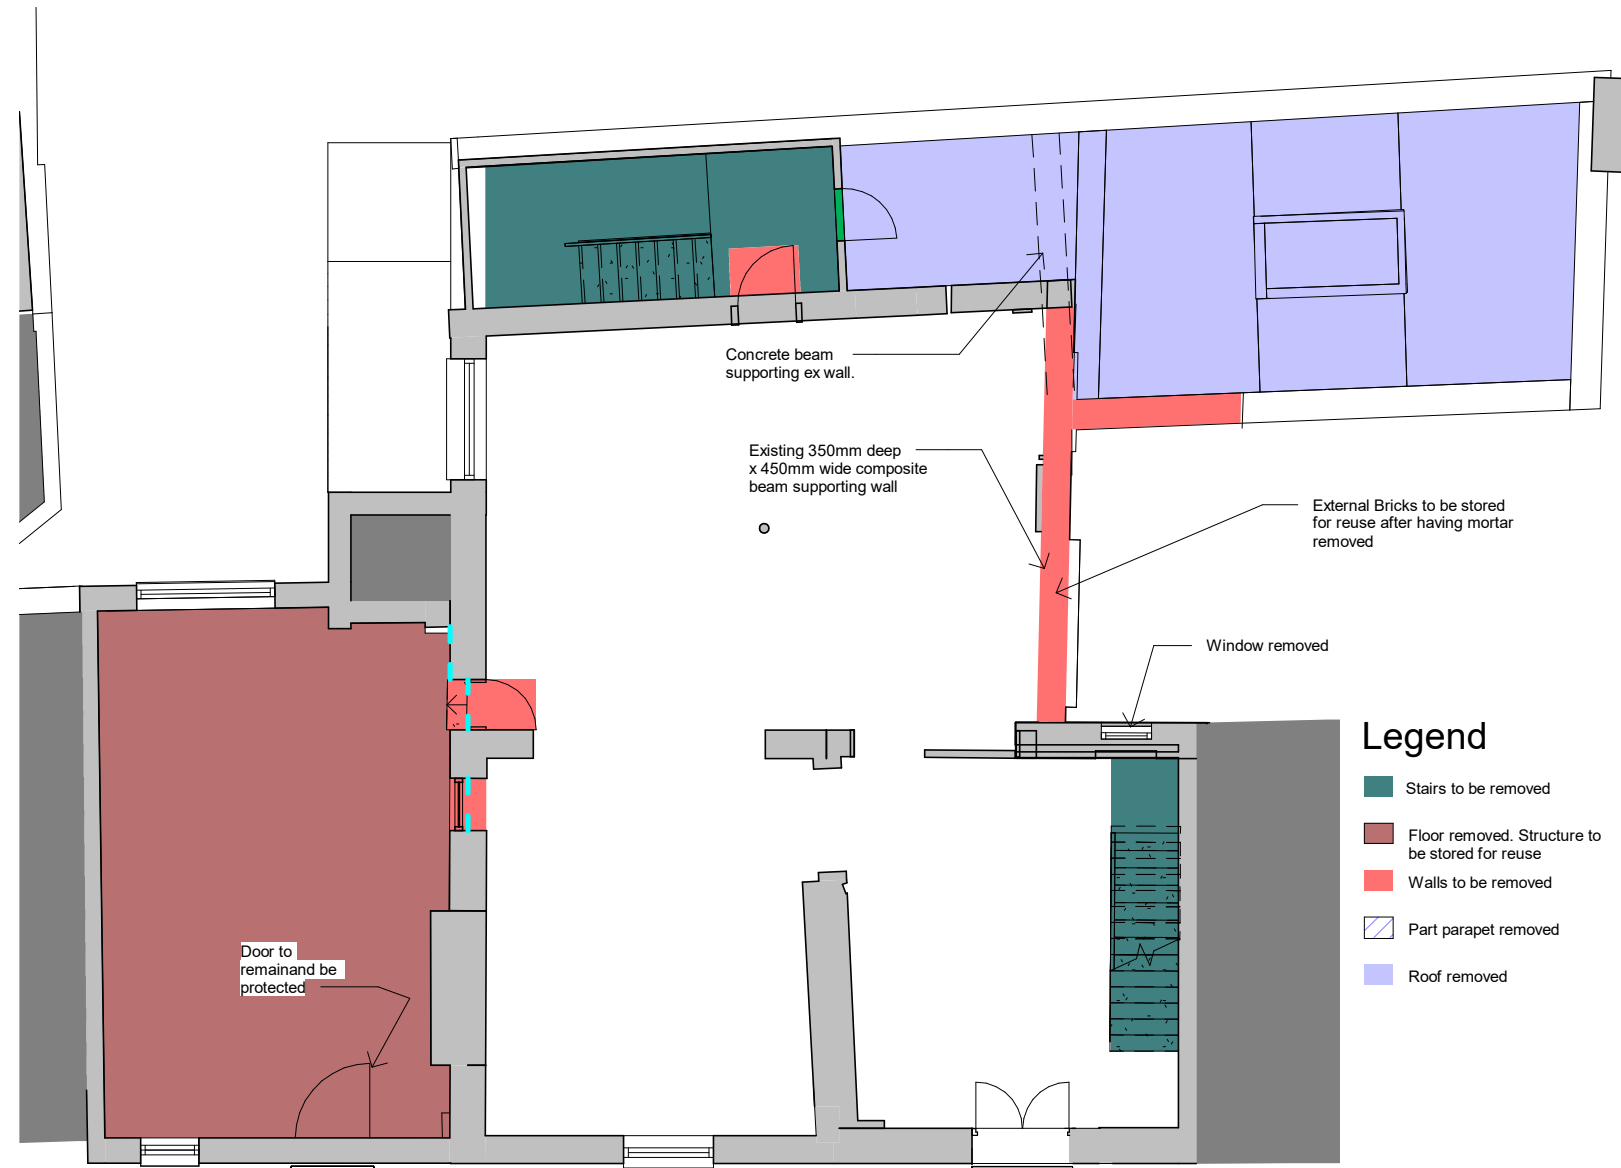 Concrete beam
supporting ex wall.
Existing 350mm deep
x 450mm wide composite
beam supporting wall
External Bricks to be stored
for reuse after having mortar
removed
Window removed
Legend
Stairs to be removed
Floor removed. Structure to
be stored for reuse
Walls to be removed
Part parapet removed
Roof removed
Door to
remainand be
protected